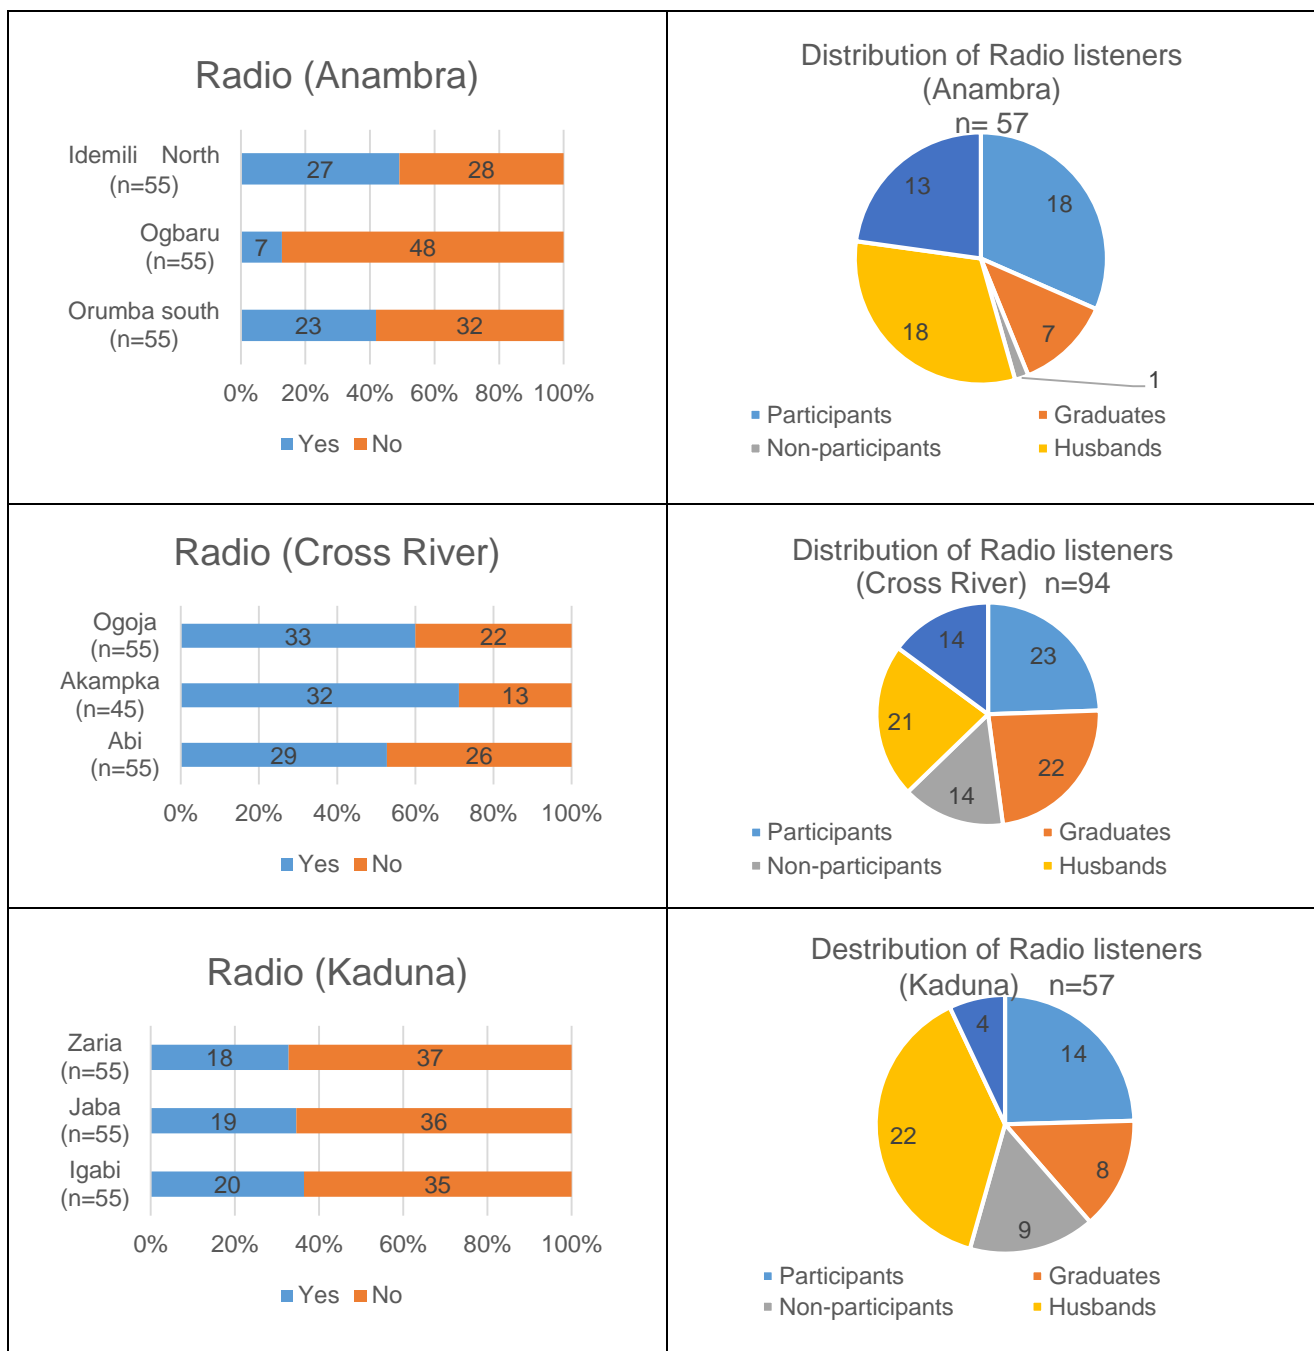 Radio (Anambra)
Idemili North
(n=55)
27
28
Ogbaru
(n=55)
7
48
Orumba south
(n=55)
23
32
0% 20% 40% 60% 80% 100%
Yes No
Distribution of Radio listeners
(Anambra)
n= 57
13
18
18
7
1
Participants Graduates
Non-participants Husbands
Radio (Cross River)
Ogoja
(n=55)
33
22
Akampka
(n=45)
32
13
Abi
(n=55)
29
26
0% 20% 40% 60% 80% 100%
Yes No
Distribution of Radio listeners
(Cross River) n=94
14
23
21
22
14
Participants Graduates
Non-participants Husbands
Radio (Kaduna)
Zaria
(n=55)
18
37
Jaba
(n=55)
19
36
Igabi
(n=55)
20
35
0% 20% 40% 60% 80% 100%
Yes No
Destribution of Radio listeners
(Kaduna) n=57
4
14
22
8
9
Participants Graduates
Non-participants Husbands